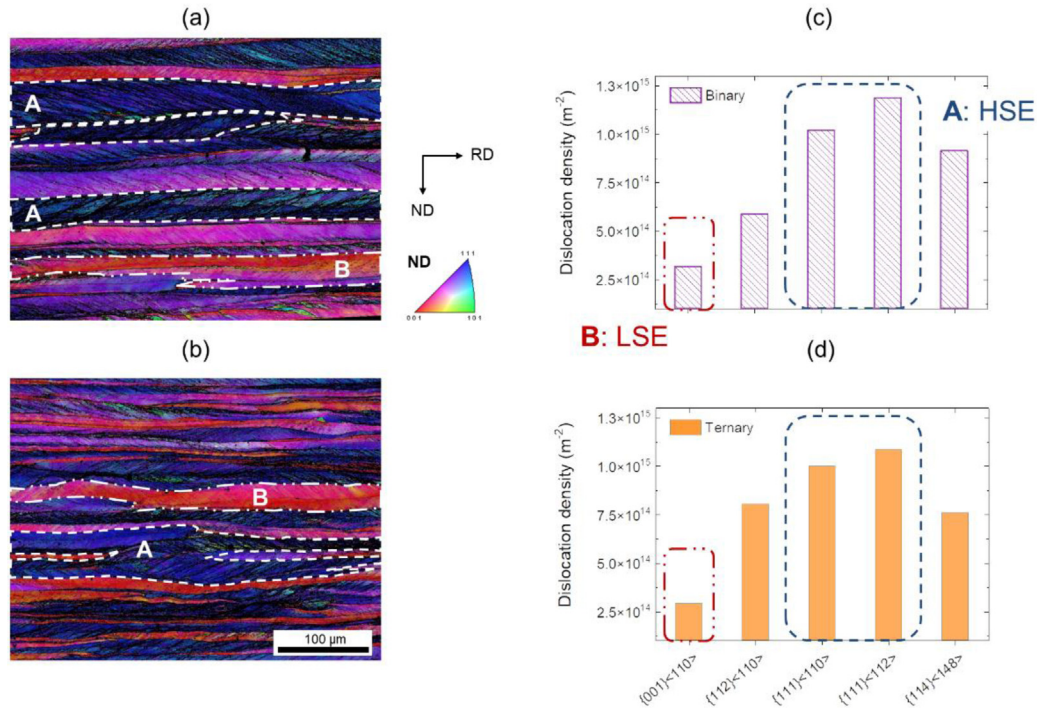 (a)
A
A
B
RD
ND
ND
111
001
101
(b)
B
A
100 µm
(c)
Dislocation density (m⁻²)
1.3×10¹⁵
1.0×10¹⁵
7.5×10¹⁴
5.0×10¹⁴
2.5×10¹⁴
Binary
A: HSE
B: LSE
(d)
Dislocation density (m⁻²)
1.3×10¹⁵
1.0×10¹⁵
7.5×10¹⁴
5.0×10¹⁴
2.5×10¹⁴
Ternary
{001}<110>
{112}<110>
{111}<110>
{111}<112>
{114}<148>